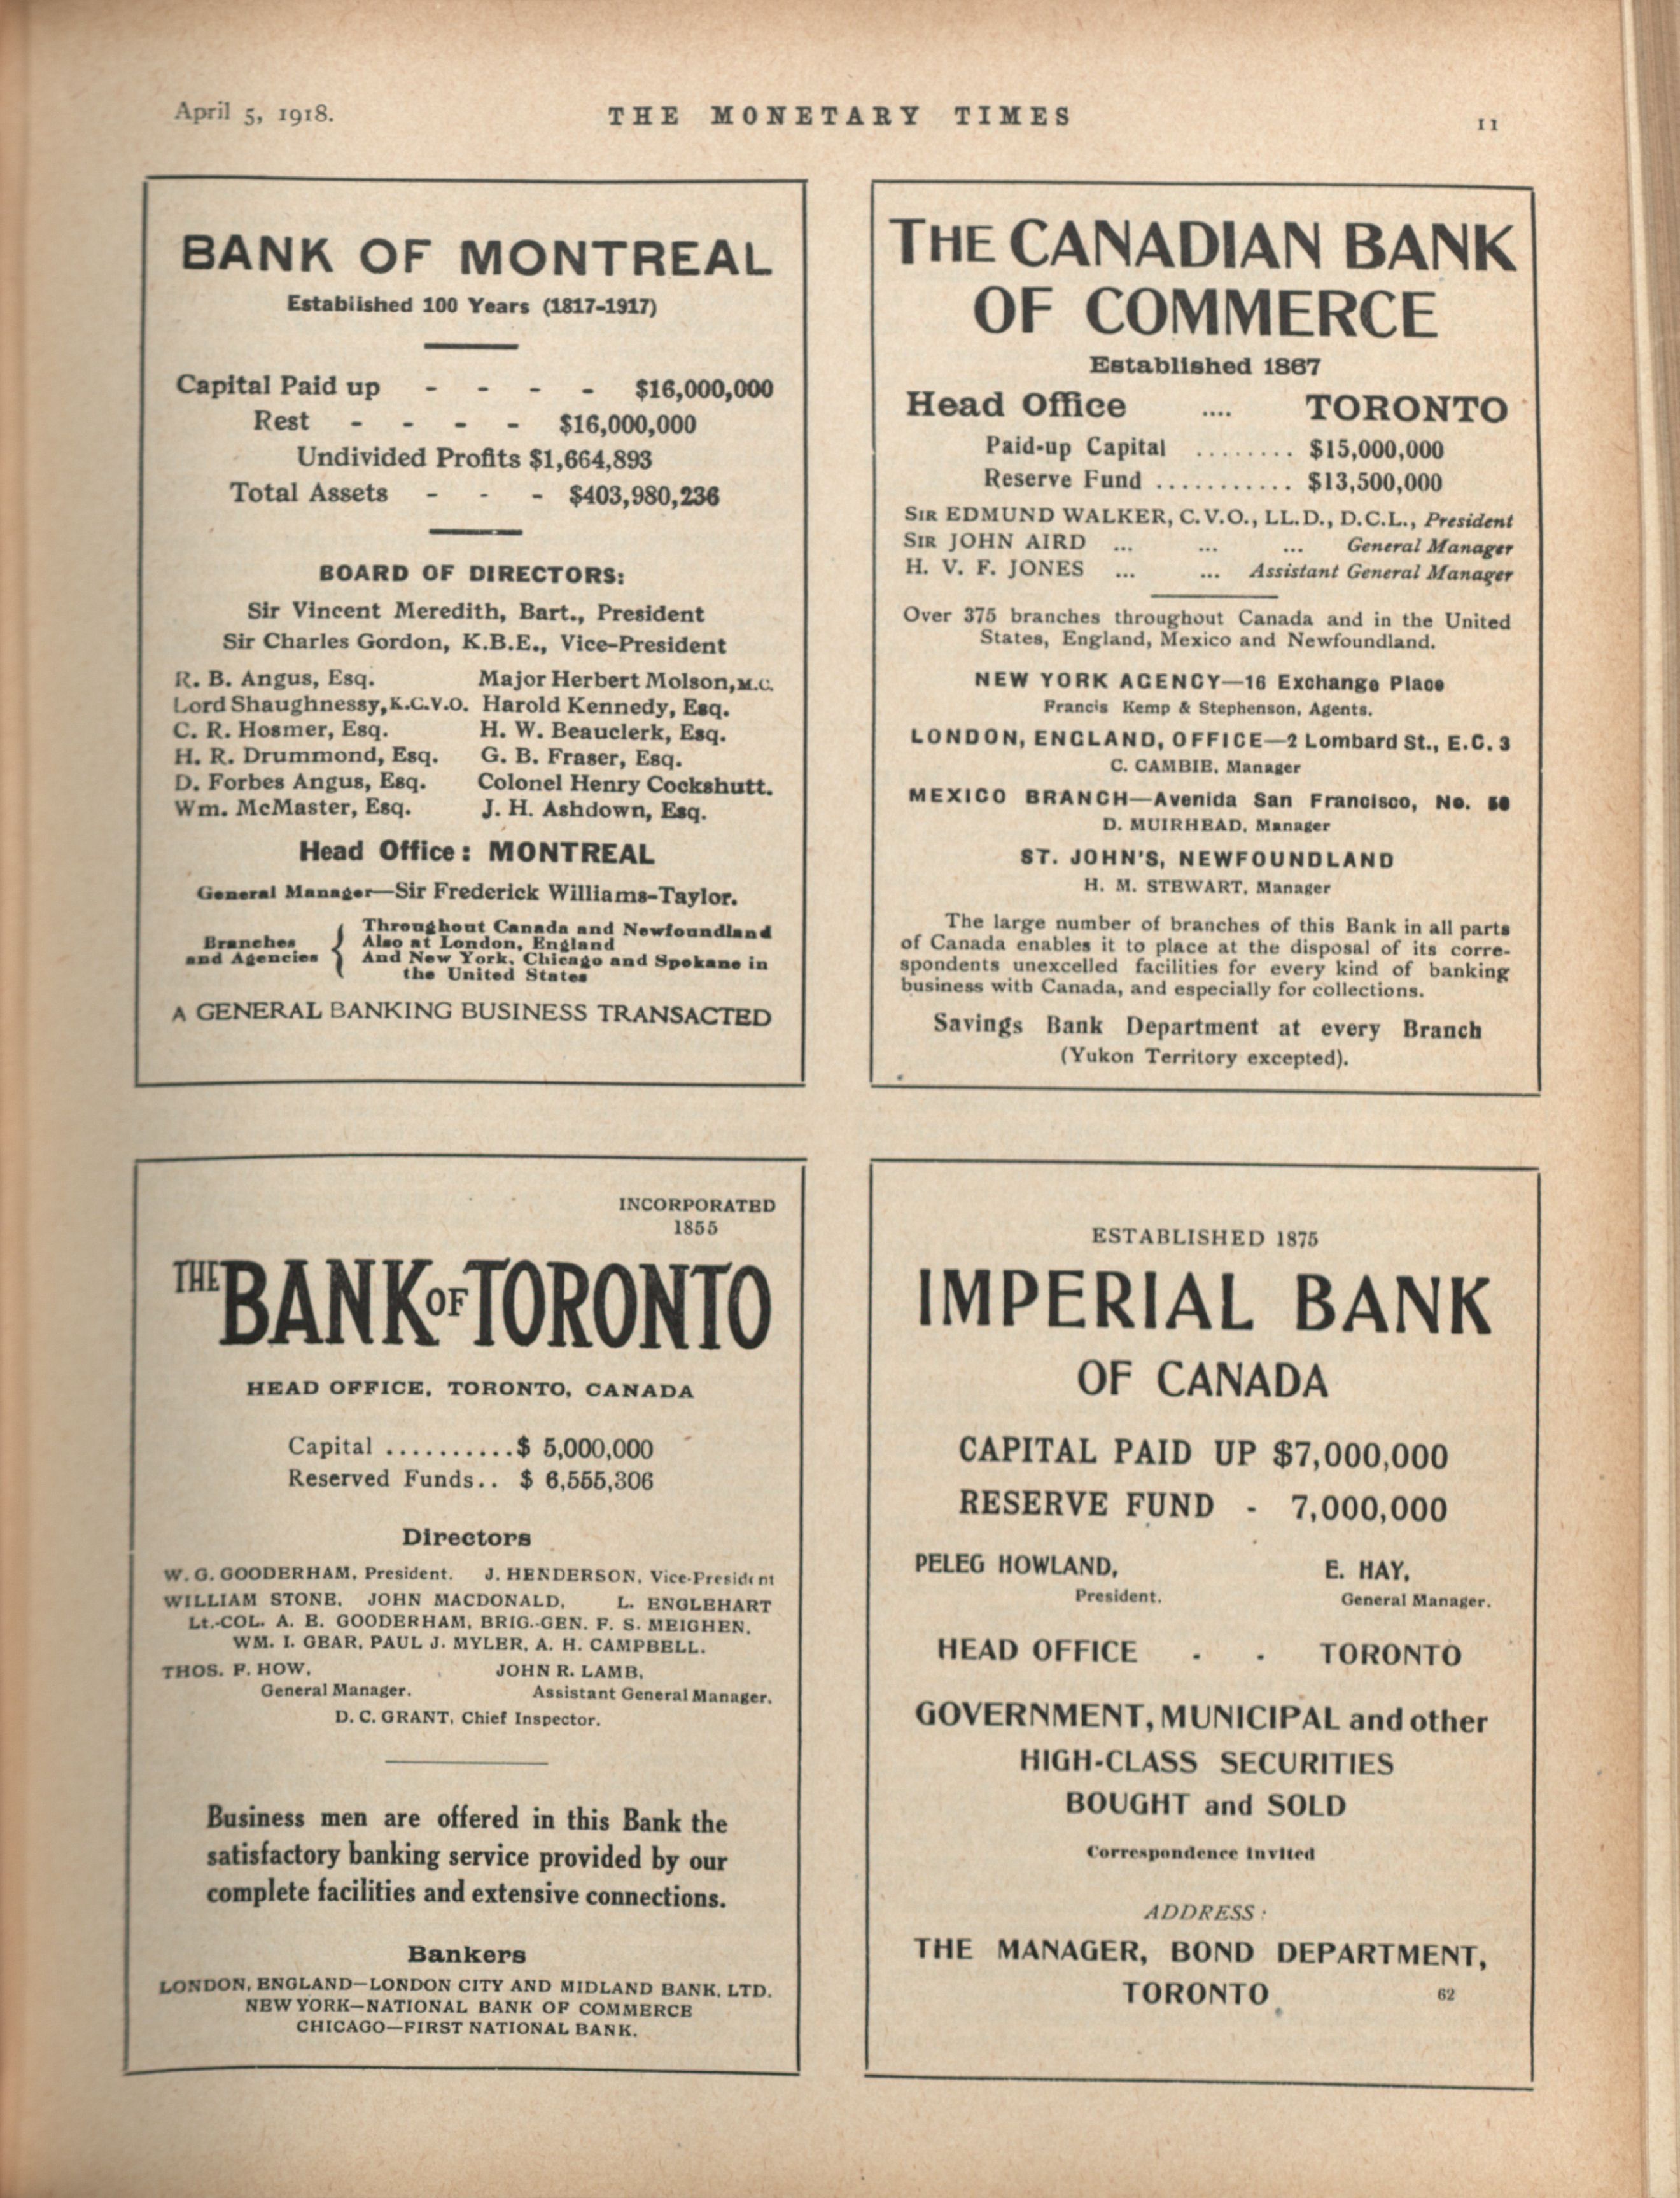 April 5, 1918.
THE MONETARY TIMES
11
BANK OF MONTREAL
Established 100 Years (1817-1917)
Capital Paid up - - - - $16,000,000
Rest - - - - $16,000,000
Undivided Profits $1,664,893
Total Assets - - - $403,980,236
BOARD OF DIRECTORS:
Sir Vincent Meredith, Bart., President
Sir Charles Gordon, K.B.E., Vice-President
R. B. Angus, Esq. Major Herbert Molson, M.C.
Lord Shaughnessy, K.C.V.O. Harold Kennedy, Esq.
C. R. Hosmer, Esq. H. W. Beauclerk, Esq.
H. R. Drummond, Esq. G. B. Fraser, Esq.
D. Forbes Angus, Esq. Colonel Henry Cockshutt.
Wm. McMaster, Esq. J. H. Ashdown, Esq.
Head Office: MONTREAL
General Manager—Sir Frederick Williams-Taylor.
Branches and Agencies
Throughout Canada and Newfoundland
Also at London, England
And New York, Chicago and Spokane in
the United States
A GENERAL BANKING BUSINESS TRANSACTED
THE CANADIAN BANK
OF COMMERCE
Established 1867
Head Office .... TORONTO
Paid-up Capital ........ $15,000,000
Reserve Fund ........... $13,500,000
SIR EDMUND WALKER, C.V.O., LL.D., D.C.L., President
SIR JOHN AIRD ... ... ... General Manager
H. V. F. JONES ... ... Assistant General Manager
Over 375 branches throughout Canada and in the United
States, England, Mexico and Newfoundland.
NEW YORK AGENCY—16 Exchange Place
Francis Kemp & Stephenson, Agents.
LONDON, ENGLAND, OFFICE—2 Lombard St., E.C. 3
C. CAMBIE, Manager
MEXICO BRANCH—Avenida San Francisco, No.
D. MUIRHEAD, Manager
ST. JOHN'S, NEWFOUNDLAND
H. M. STEWART, Manager
The large number of branches of this Bank in all parts
of Canada enables it to place at the disposal of its corre-
spondents unexcelled facilities for every kind of banking
business with Canada, and especially for collections.
Savings Bank Department at every Branch
(Yukon Territory excepted).
INCORPORATED
1855
THE BANK OF TORONTO
HEAD OFFICE, TORONTO, CANADA
Capital ..........$ 5,000,000
Reserved Funds.. $ 6,555,306
Directors
W. G. GOODERHAM, President. J. HENDERSON, Vice-President
WILLIAM STONE, JOHN MACDONALD, L. ENGLEHART
Lt.-COL. A. E. GOODERHAM, BRIG.-GEN. F. S. MEIGHEN,
WM. I. GEAR, PAUL J. MYLER, A. H. CAMPBELL.
THOS. F. HOW, JOHN R. LAMB,
General Manager. Assistant General Manager.
D. C. GRANT, Chief Inspector.
Business men are offered in this Bank the
satisfactory banking service provided by our
complete facilities and extensive connections.
Bankers
LONDON, ENGLAND—LONDON CITY AND MIDLAND BANK, LTD.
NEW YORK—NATIONAL BANK OF COMMERCE
CHICAGO—FIRST NATIONAL BANK.
ESTABLISHED 1875
IMPERIAL BANK
OF CANADA
CAPITAL PAID UP $7,000,000
RESERVE FUND - 7,000,000
PELEG HOWLAND, E. HAY,
President. General Manager.
HEAD OFFICE - - TORONTO
GOVERNMENT, MUNICIPAL and other
HIGH-CLASS SECURITIES
BOUGHT and SOLD
Correspondence Invited
ADDRESS:
THE MANAGER, BOND DEPARTMENT,
TORONTO 62